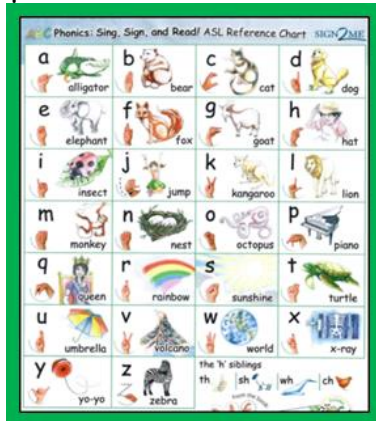 ABC Phonics: Sing, Sign, and Read! ASL Reference Chart SIGN2ME
a alligator b bear c cat d dog
e elephant f fox g goat h hat
i insect j jump k kangaroo l lion
m monkey n nest o octopus p piano
q queen r rainbow s sunshine t turtle
u umbrella v volcano w world x x-ray
y yo-yo z zebra
the 'h' siblings
th sh wh ch